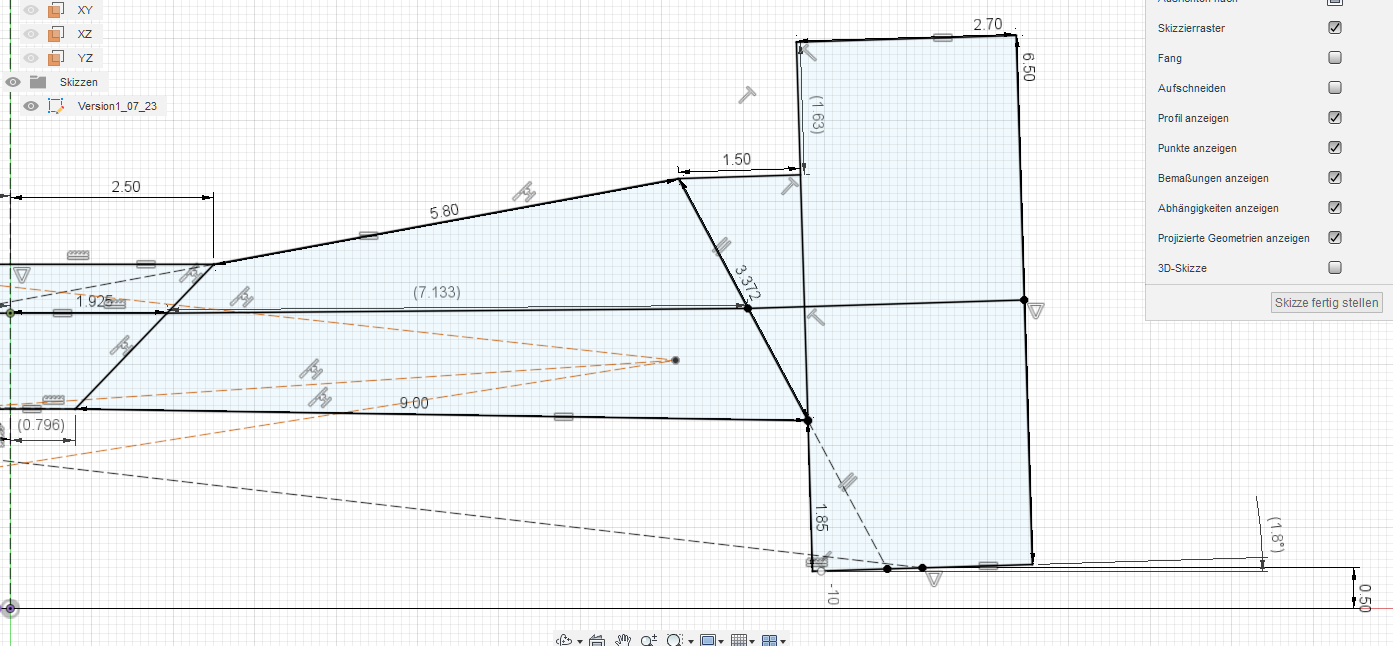 XY
XZ
YZ
Skizzen
Version1_07_23
Skizzierraster
Fang
Aufschneiden
Profil anzeigen
Punkte anzeigen
Bemaßungen anzeigen
Abhängigkeiten anzeigen
Projizierte Geometrien anzeigen
3D-Skizze
Skizze fertig stellen
2.70
6.50
(1.63)
1.50
2.50
5.80
3.372
(7.133)
1.925
9.00
(0.796)
1.85
(1.8°)
-10
0.50